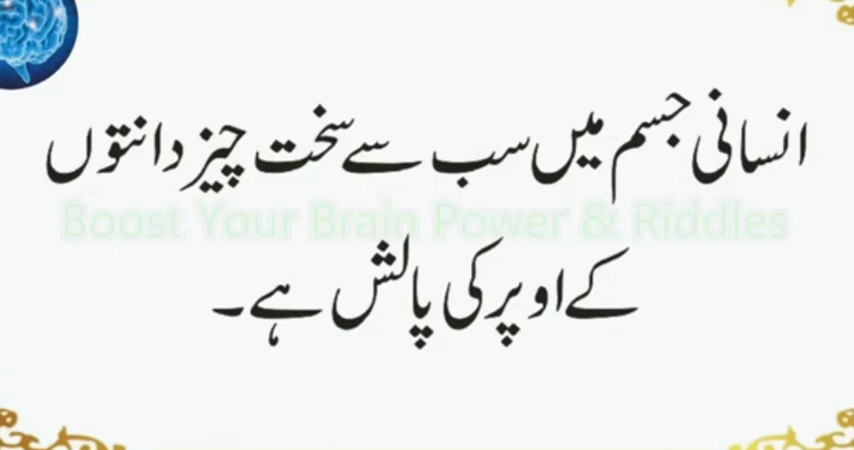 انسانی جسم میں سب سے سخت چیز دانتوں
Boost Your Brain Power & Riddles
کے اوپر کی پالش ہے۔